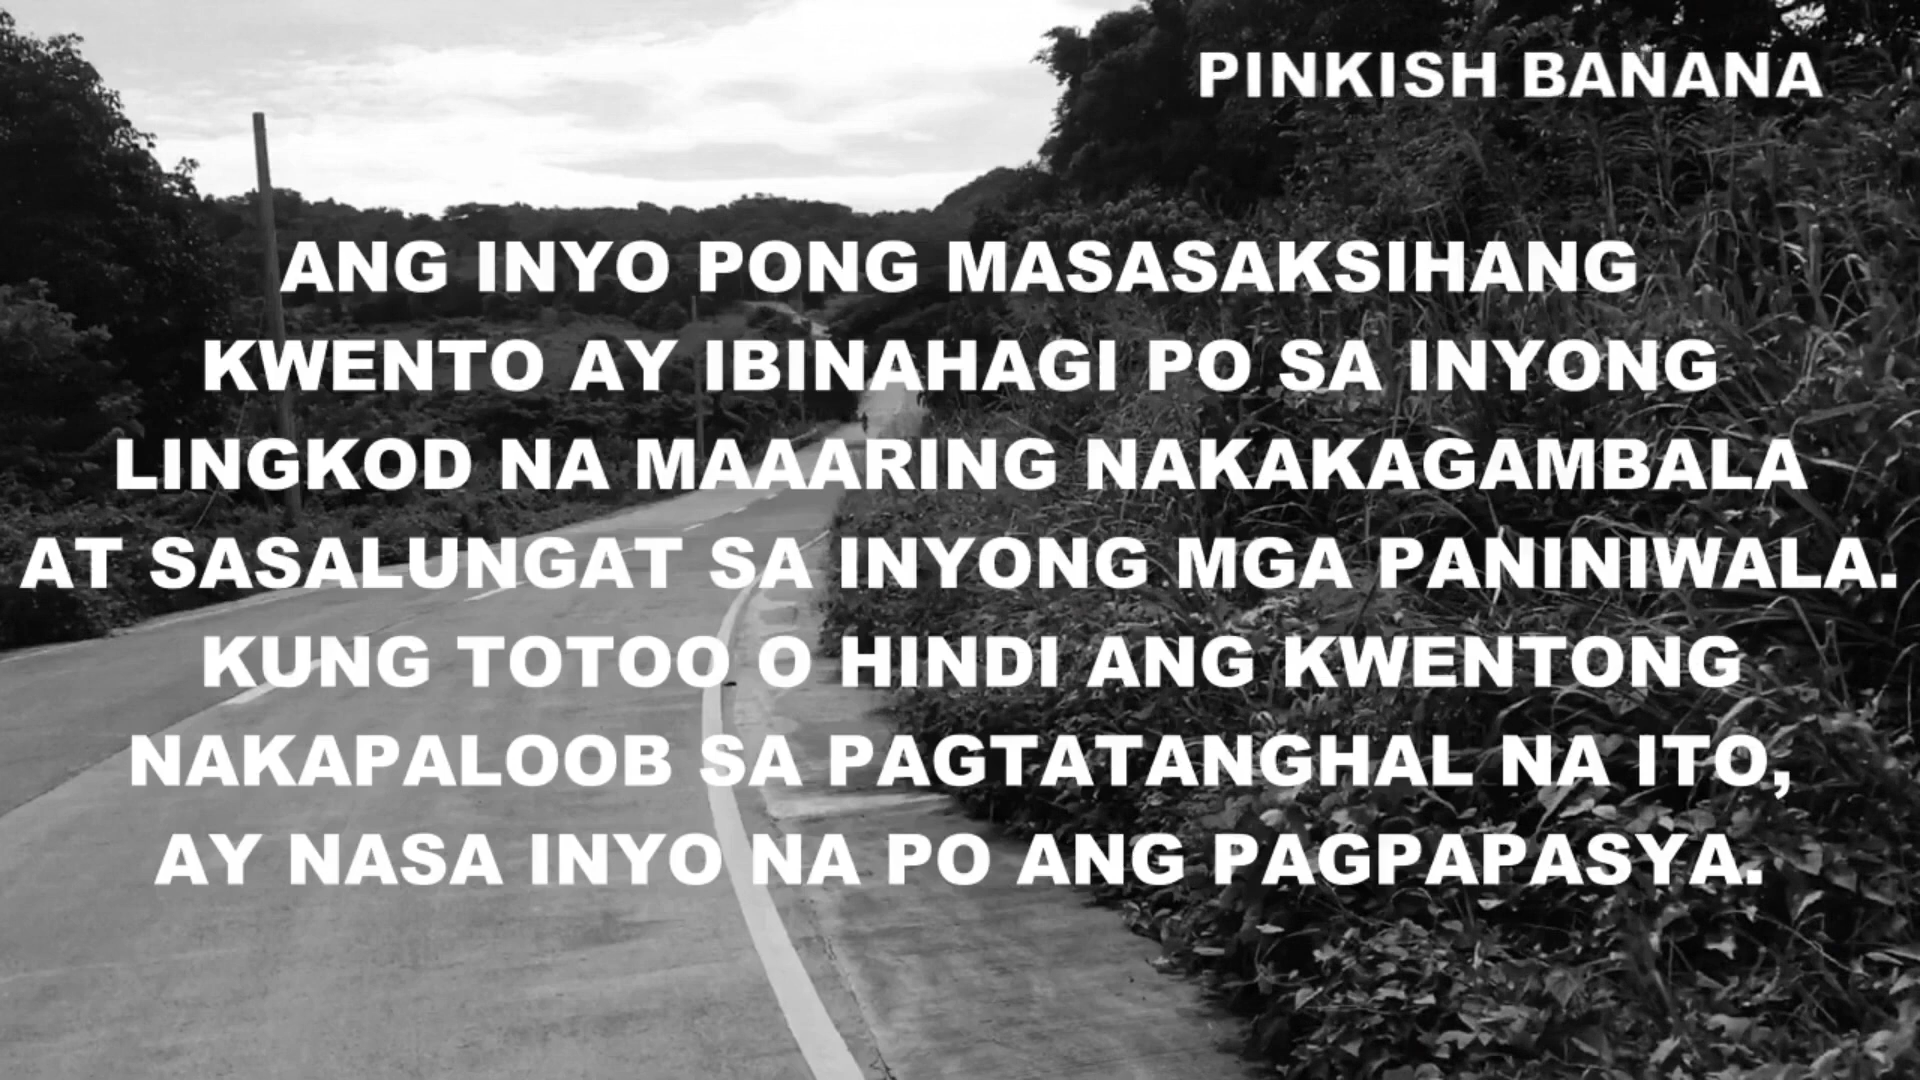 PINKISH BANANA
ANG INYO PONG MASASAKSIHANG
KWENTO AY IBINAHAGI PO SA INYONG
LINGKOD NA MAAARING NAKAKAGAMBALA
AT SASALUNGAT SA INYONG MGA PANINIWALA.
KUNG TOTOO O HINDI ANG KWENTONG
NAKAPALOOB SA PAGTATANGHAL NA ITO,
AY NASA INYO NA PO ANG PAGPAPASYA.